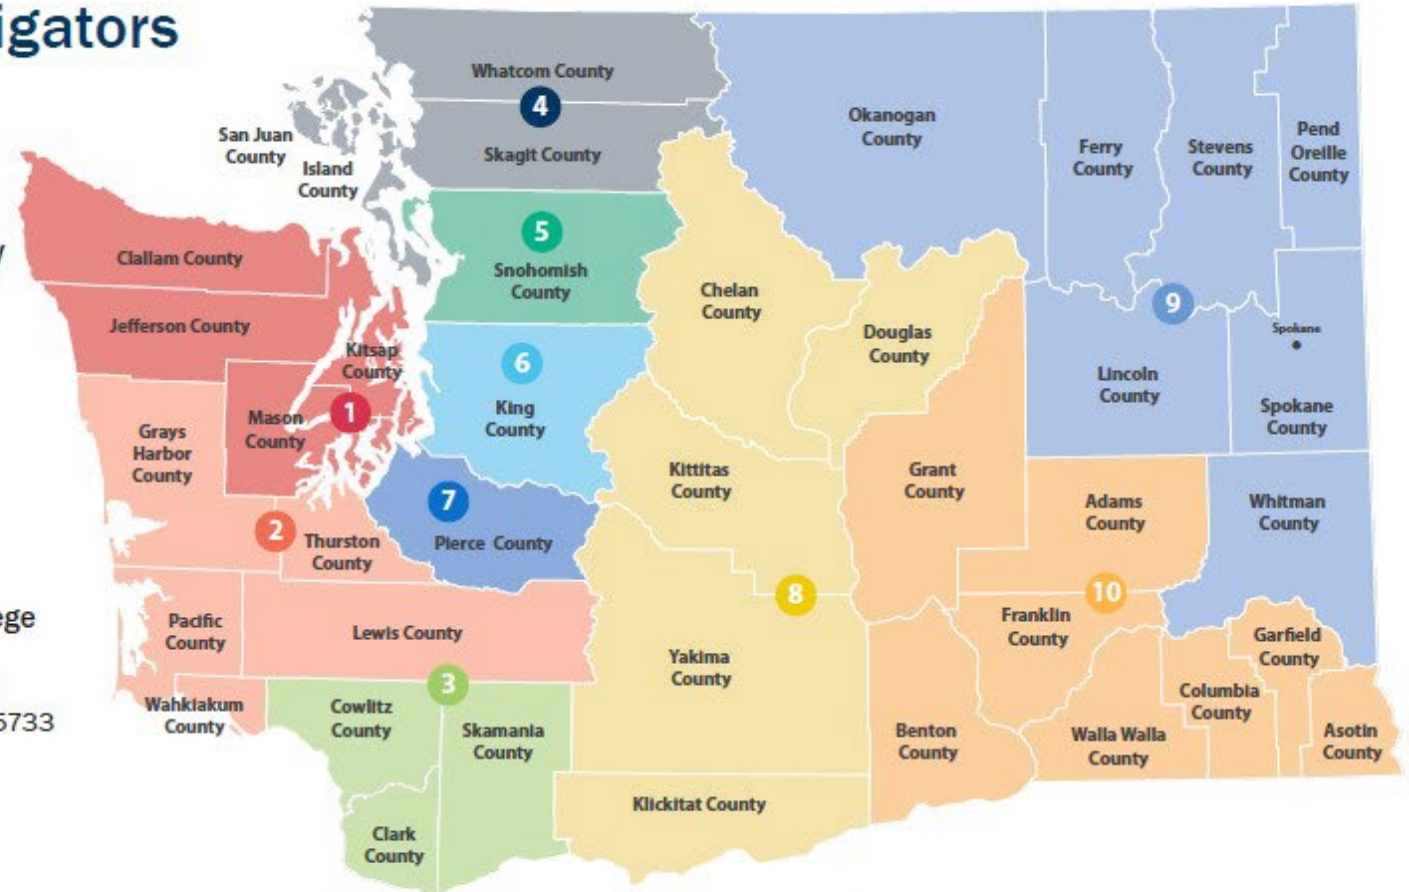 igators
Whatcom County
4
Skagit County
San Juan
County
Island
County
Okanogan
County
Ferry
County
Stevens
County
Pend
Oreille
County
Clallam County
5
Snohomish
County
Jefferson County
Chelan
County
Douglas
County
9
Spokane
Kitsap
County
6
King
County
Lincoln
County
Spokane
County
Mason
County
1
Grays
Harbor
County
Kittitas
County
Grant
County
Adams
County
Whitman
County
7
Pierce County
2
Thurston
County
8
10
ege
Pacific
County
Lewis County
Franklin
County
Garfield
County
Yakima
County
3
Wahkiakum
County
5733
Cowlitz
County
Skamania
County
Benton
County
Walla Walla
County
Columbia
County
Asotin
County
Klickitat County
Clark
County